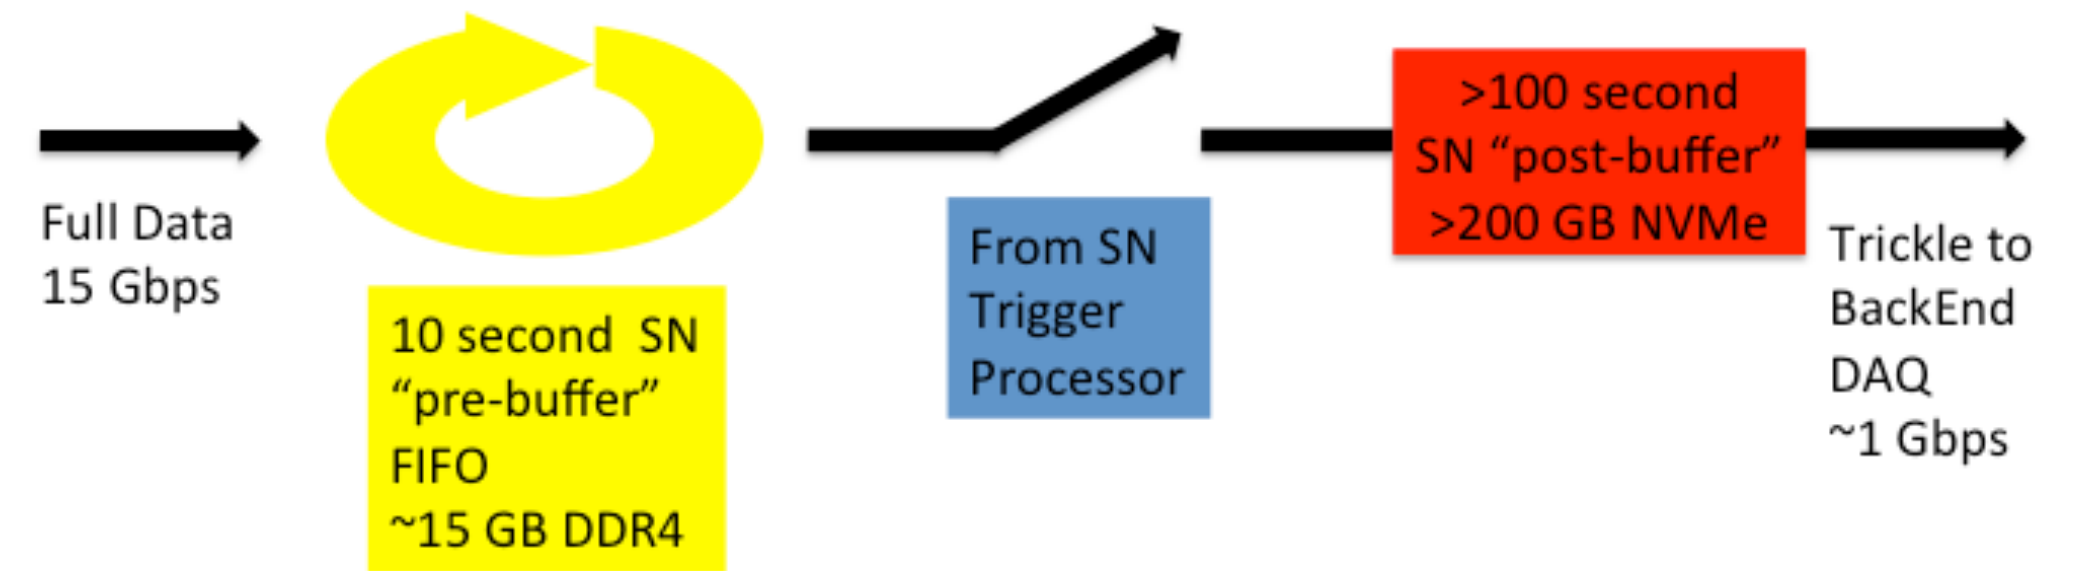 Full Data
15 Gbps
10 second  SN
“pre-buffer”
FIFO
~15 GB DDR4
From SN
Trigger
Processor
>100 second
SN “post-buffer”
>200 GB NVMe
Trickle to
BackEnd
DAQ
~1 Gbps